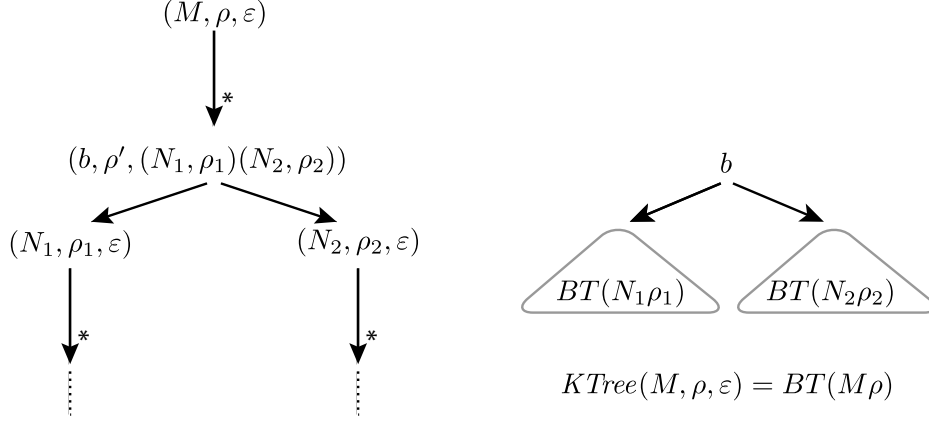 (M, ρ, ε)
*
(b, ρ′, (N₁, ρ₁)(N₂, ρ₂))
b
(N₁, ρ₁, ε)
(N₂, ρ₂, ε)
BT(N₁ρ₁)
BT(N₂ρ₂)
*
*
KTree(M, ρ, ε) = BT(Mρ)